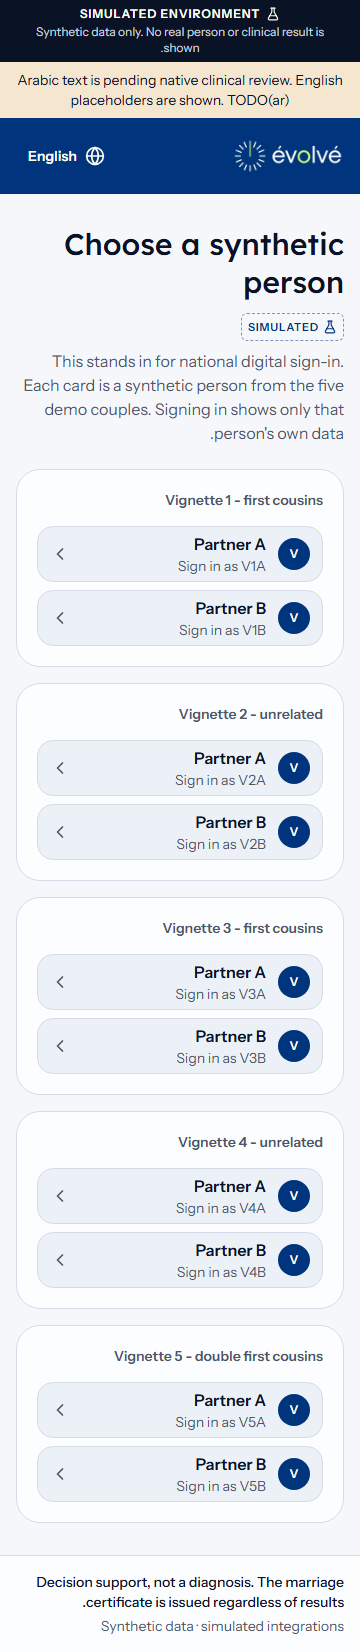 SIMULATED ENVIRONMENT
Synthetic data only. No real person or clinical result is
.shown
Arabic text is pending native clinical review. English
placeholders are shown. TODO(ar)
English
évolvé
Choose a synthetic
person
SIMULATED
This stands in for national digital sign-in.
Each card is a synthetic person from the five
demo couples. Signing in shows only that
.person's own data
Vignette 1 - first cousins
Partner A
V
Sign in as V1A
Partner B
V
Sign in as V1B
Vignette 2 - unrelated
Partner A
V
Sign in as V2A
Partner B
V
Sign in as V2B
Vignette 3 - first cousins
Partner A
V
Sign in as V3A
Partner B
V
Sign in as V3B
Vignette 4 - unrelated
Partner A
V
Sign in as V4A
Partner B
V
Sign in as V4B
Vignette 5 - double first cousins
Partner A
V
Sign in as V5A
Partner B
V
Sign in as V5B
Decision support, not a diagnosis. The marriage
.certificate is issued regardless of results
Synthetic data · simulated integrations